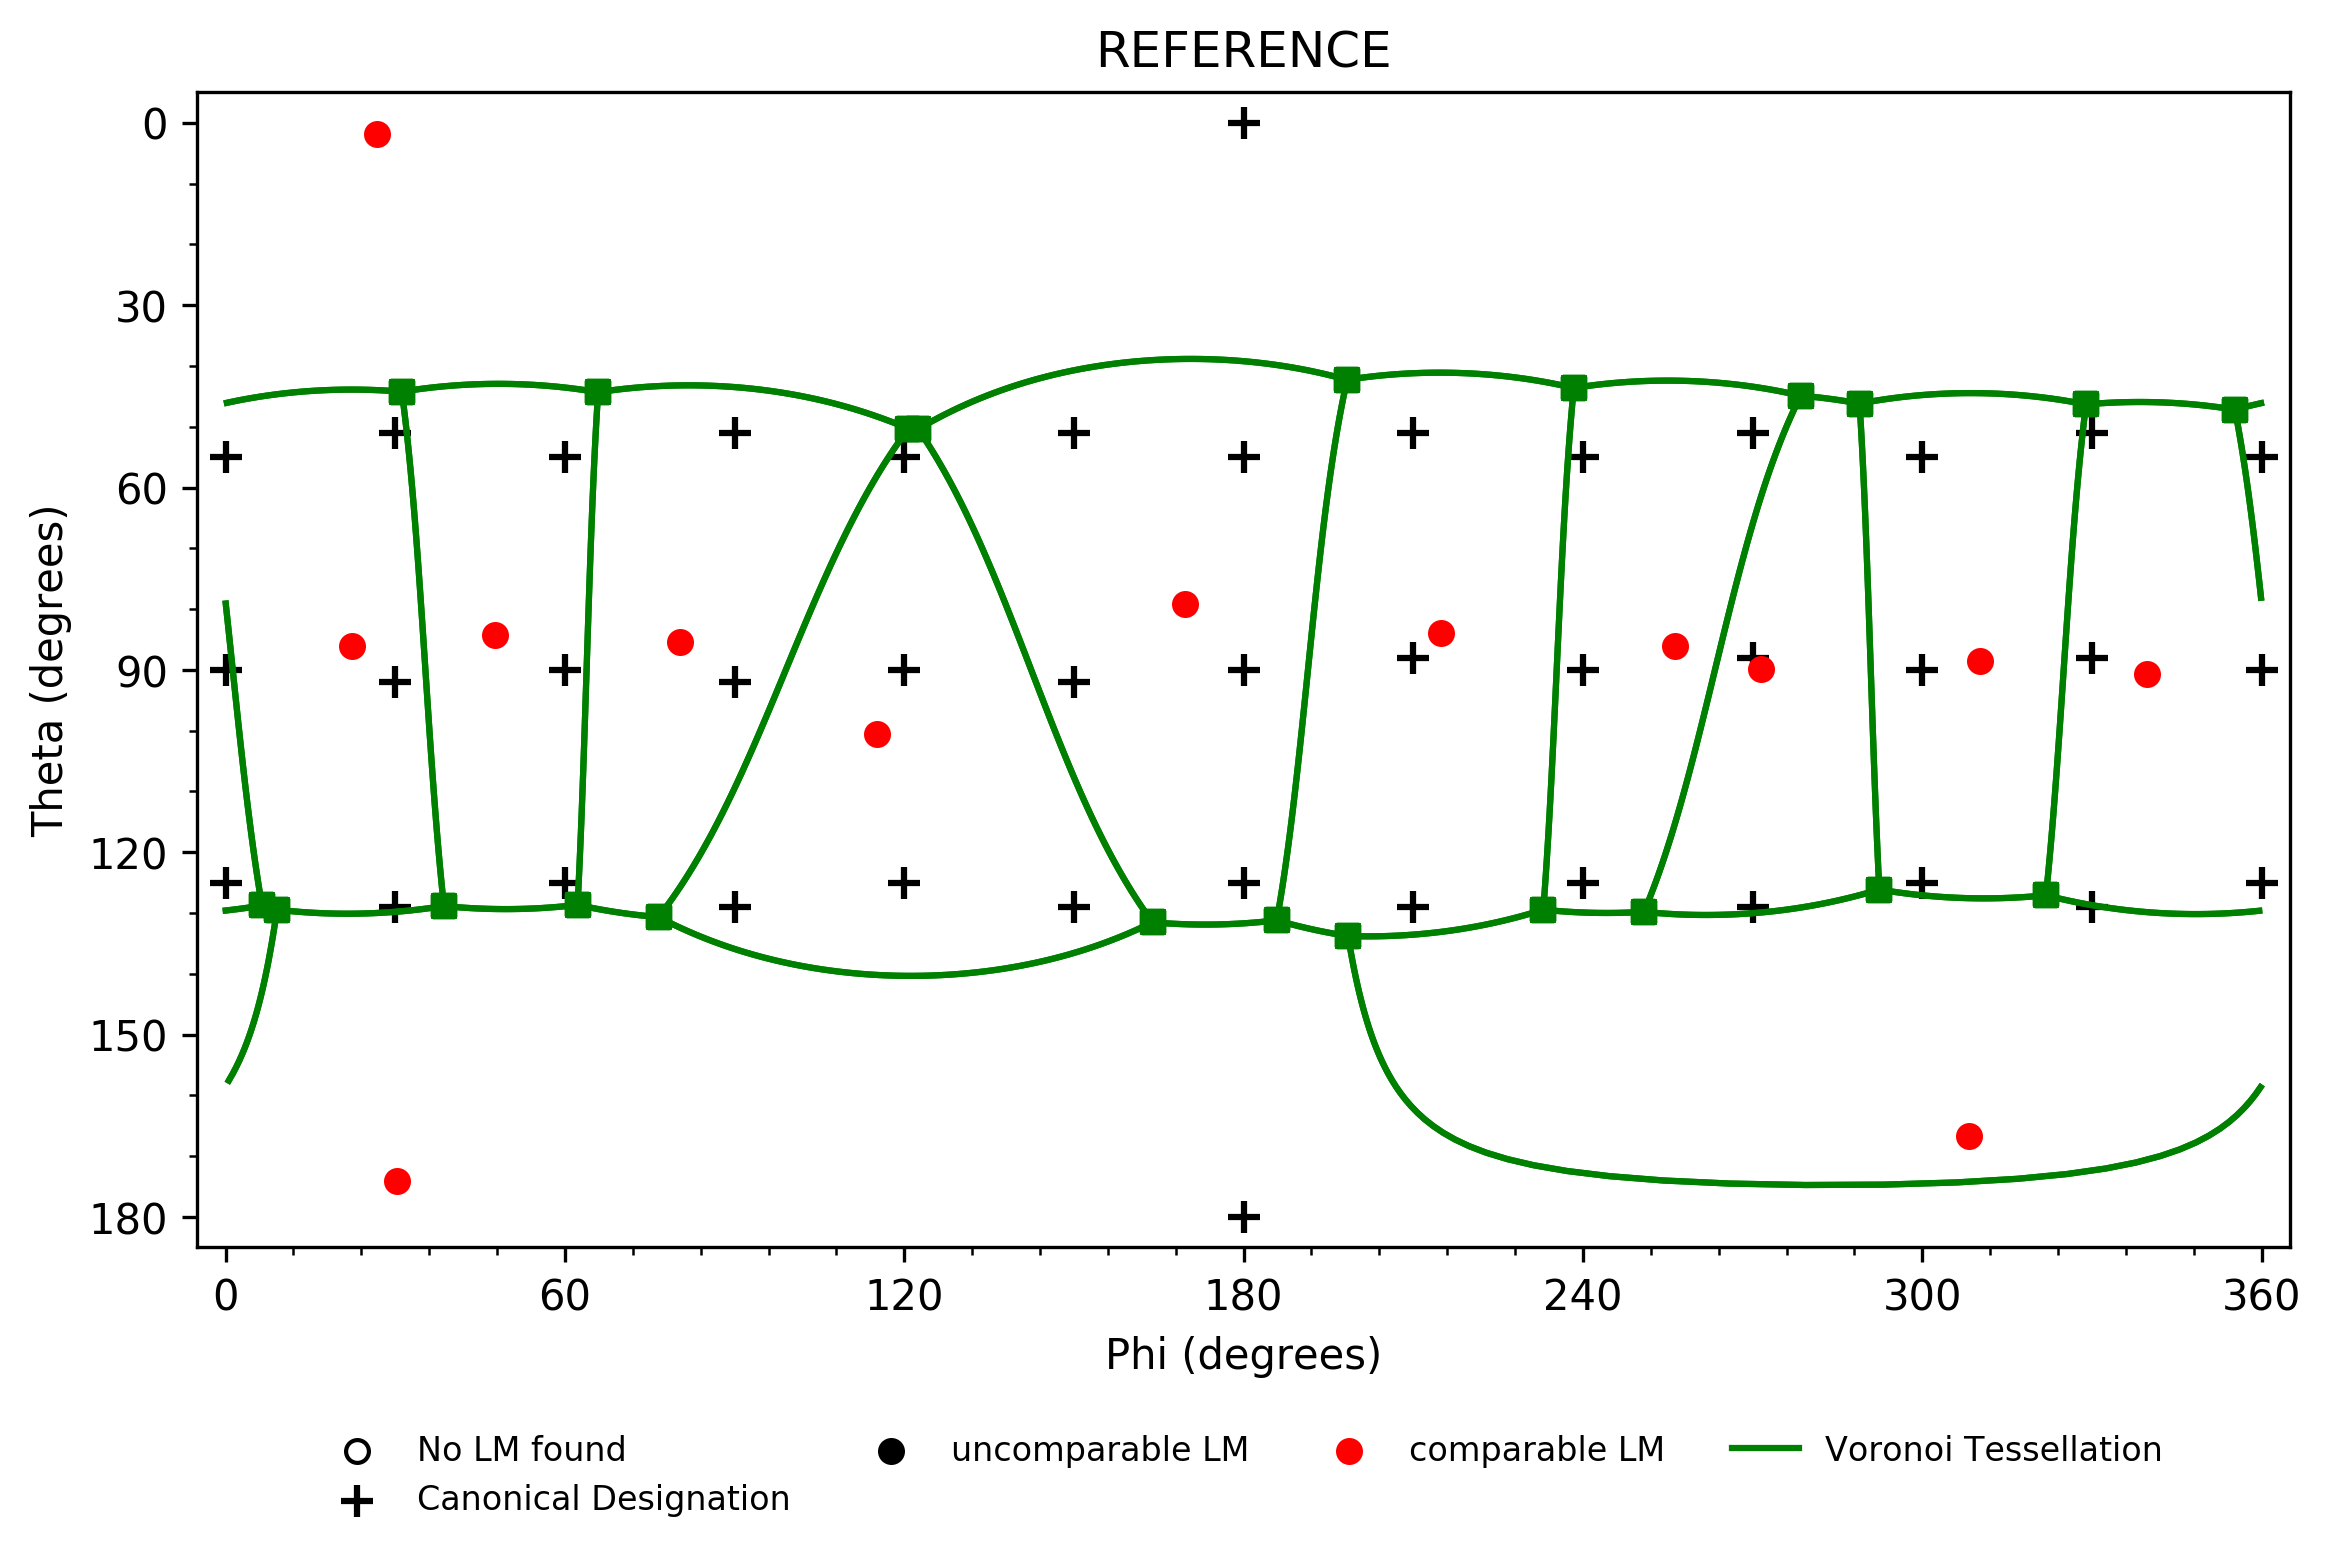 REFERENCE
0
30
60
90
120
150
180
Theta (degrees)
0 60 120 180 240 300 360
Phi (degrees)
No LM found
Canonical Designation
uncomparable LM
comparable LM
Voronoi Tessellation